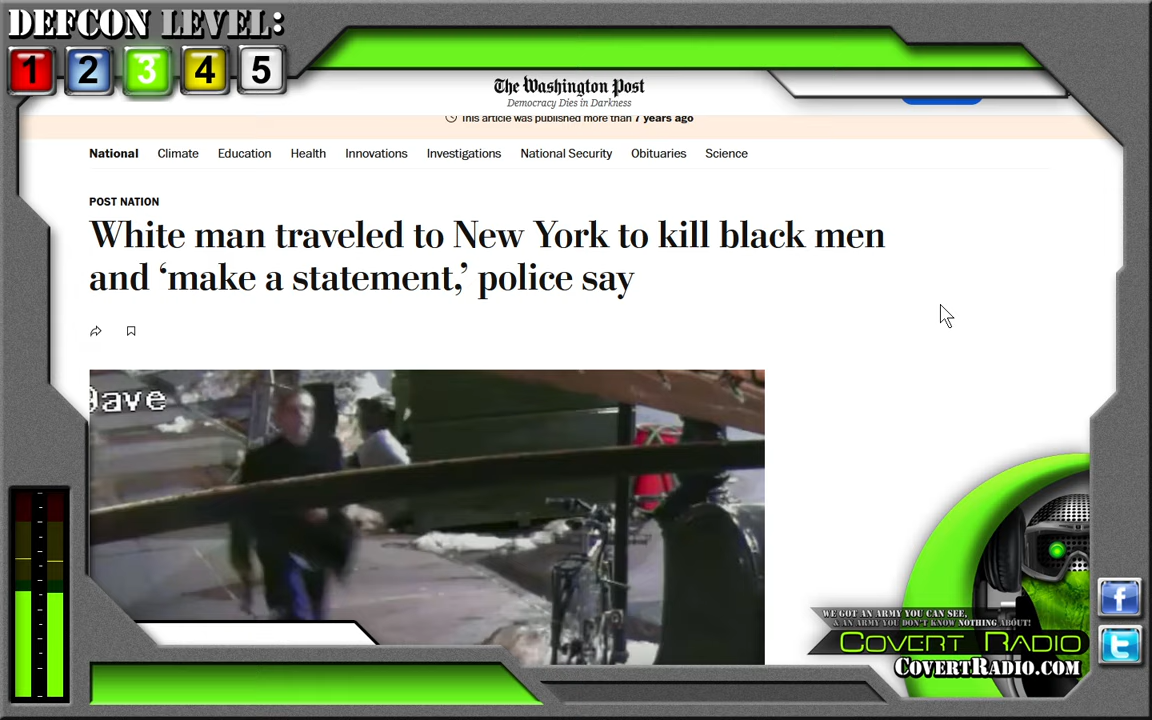 DEFCON LEVEL:
1 2 3 4 5
The Washington Post
Democracy Dies in Darkness
This article was published more than 7 years ago
National Climate Education Health Innovations Investigations National Security Obituaries Science
POST NATION
White man traveled to New York to kill black men
and ‘make a statement,’ police say
9ave
WE GOT AN ARMY YOU CAN SEE,
& AN ARMY YOU DON'T KNOW NOTHING ABOUT!
COVERT RADIO
COVERTRADIO.COM